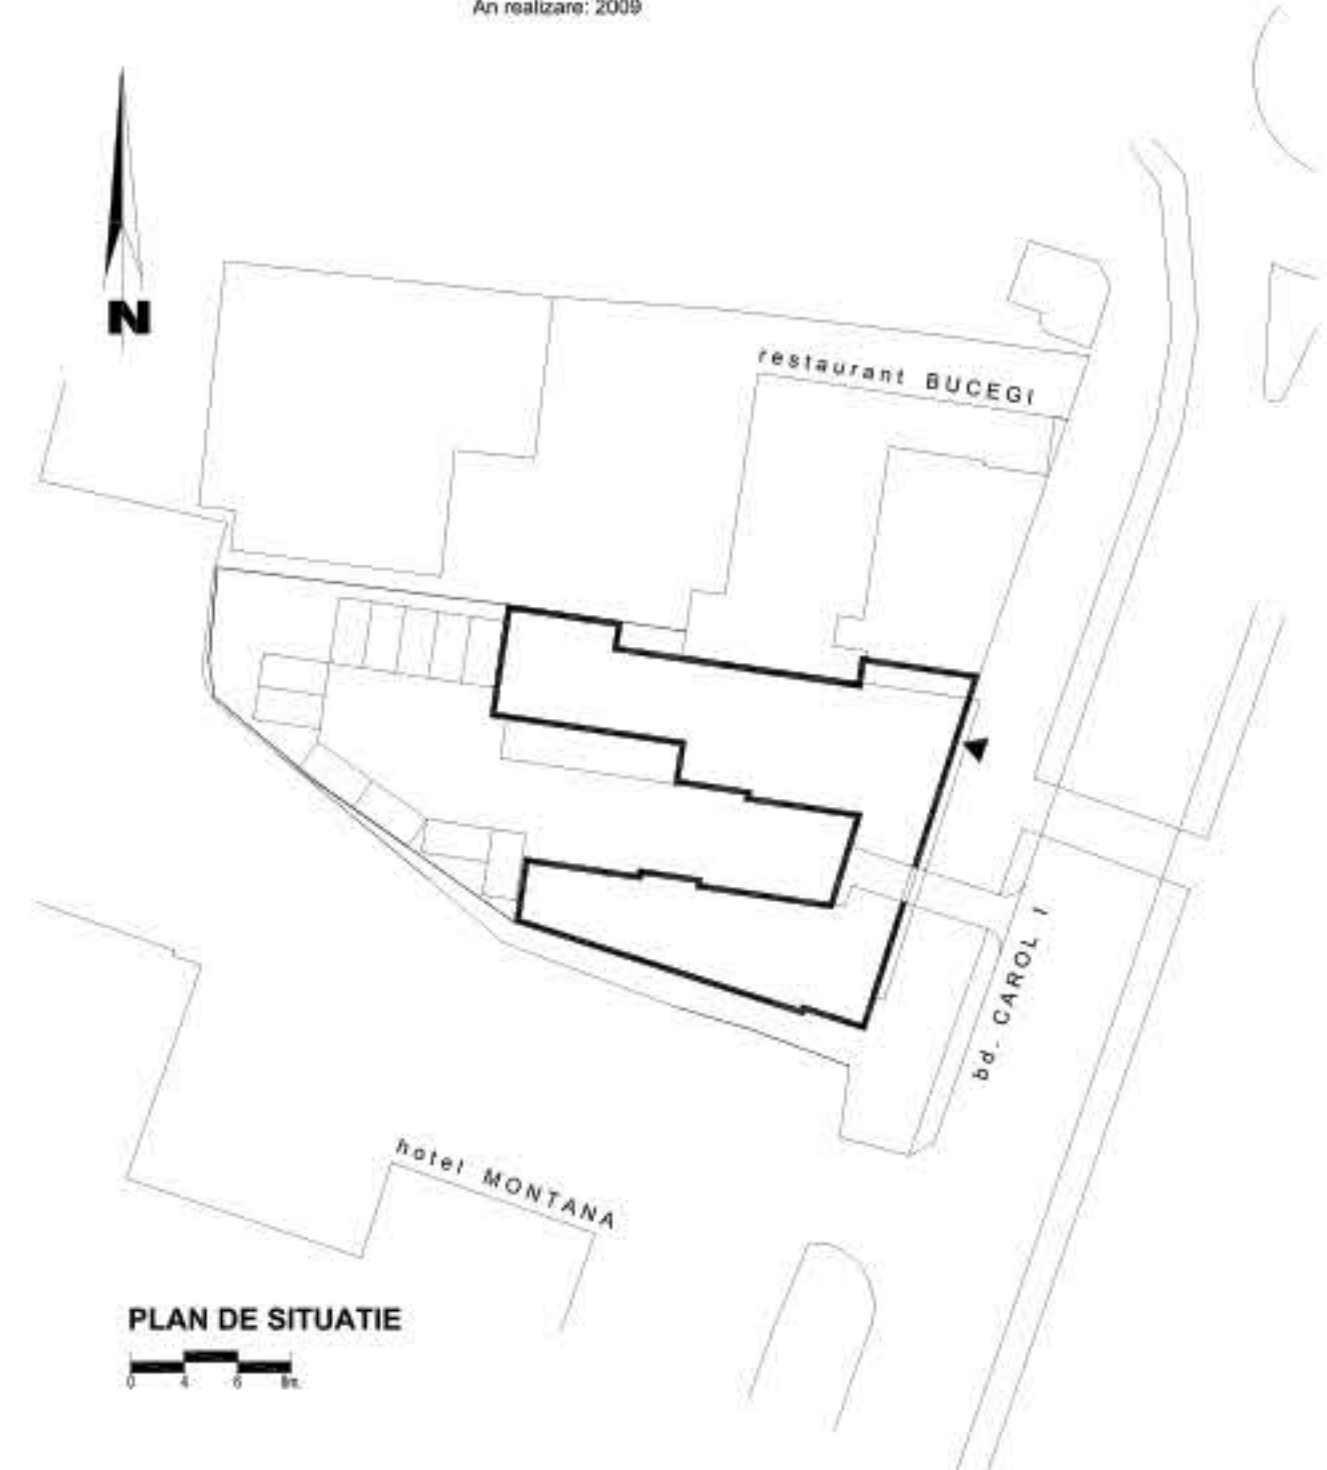 An realizare: 2009
N
restaurant BUCEGI
bd. CAROL I
hotel MONTANA
PLAN DE SITUATIE
0 4 6 8m.